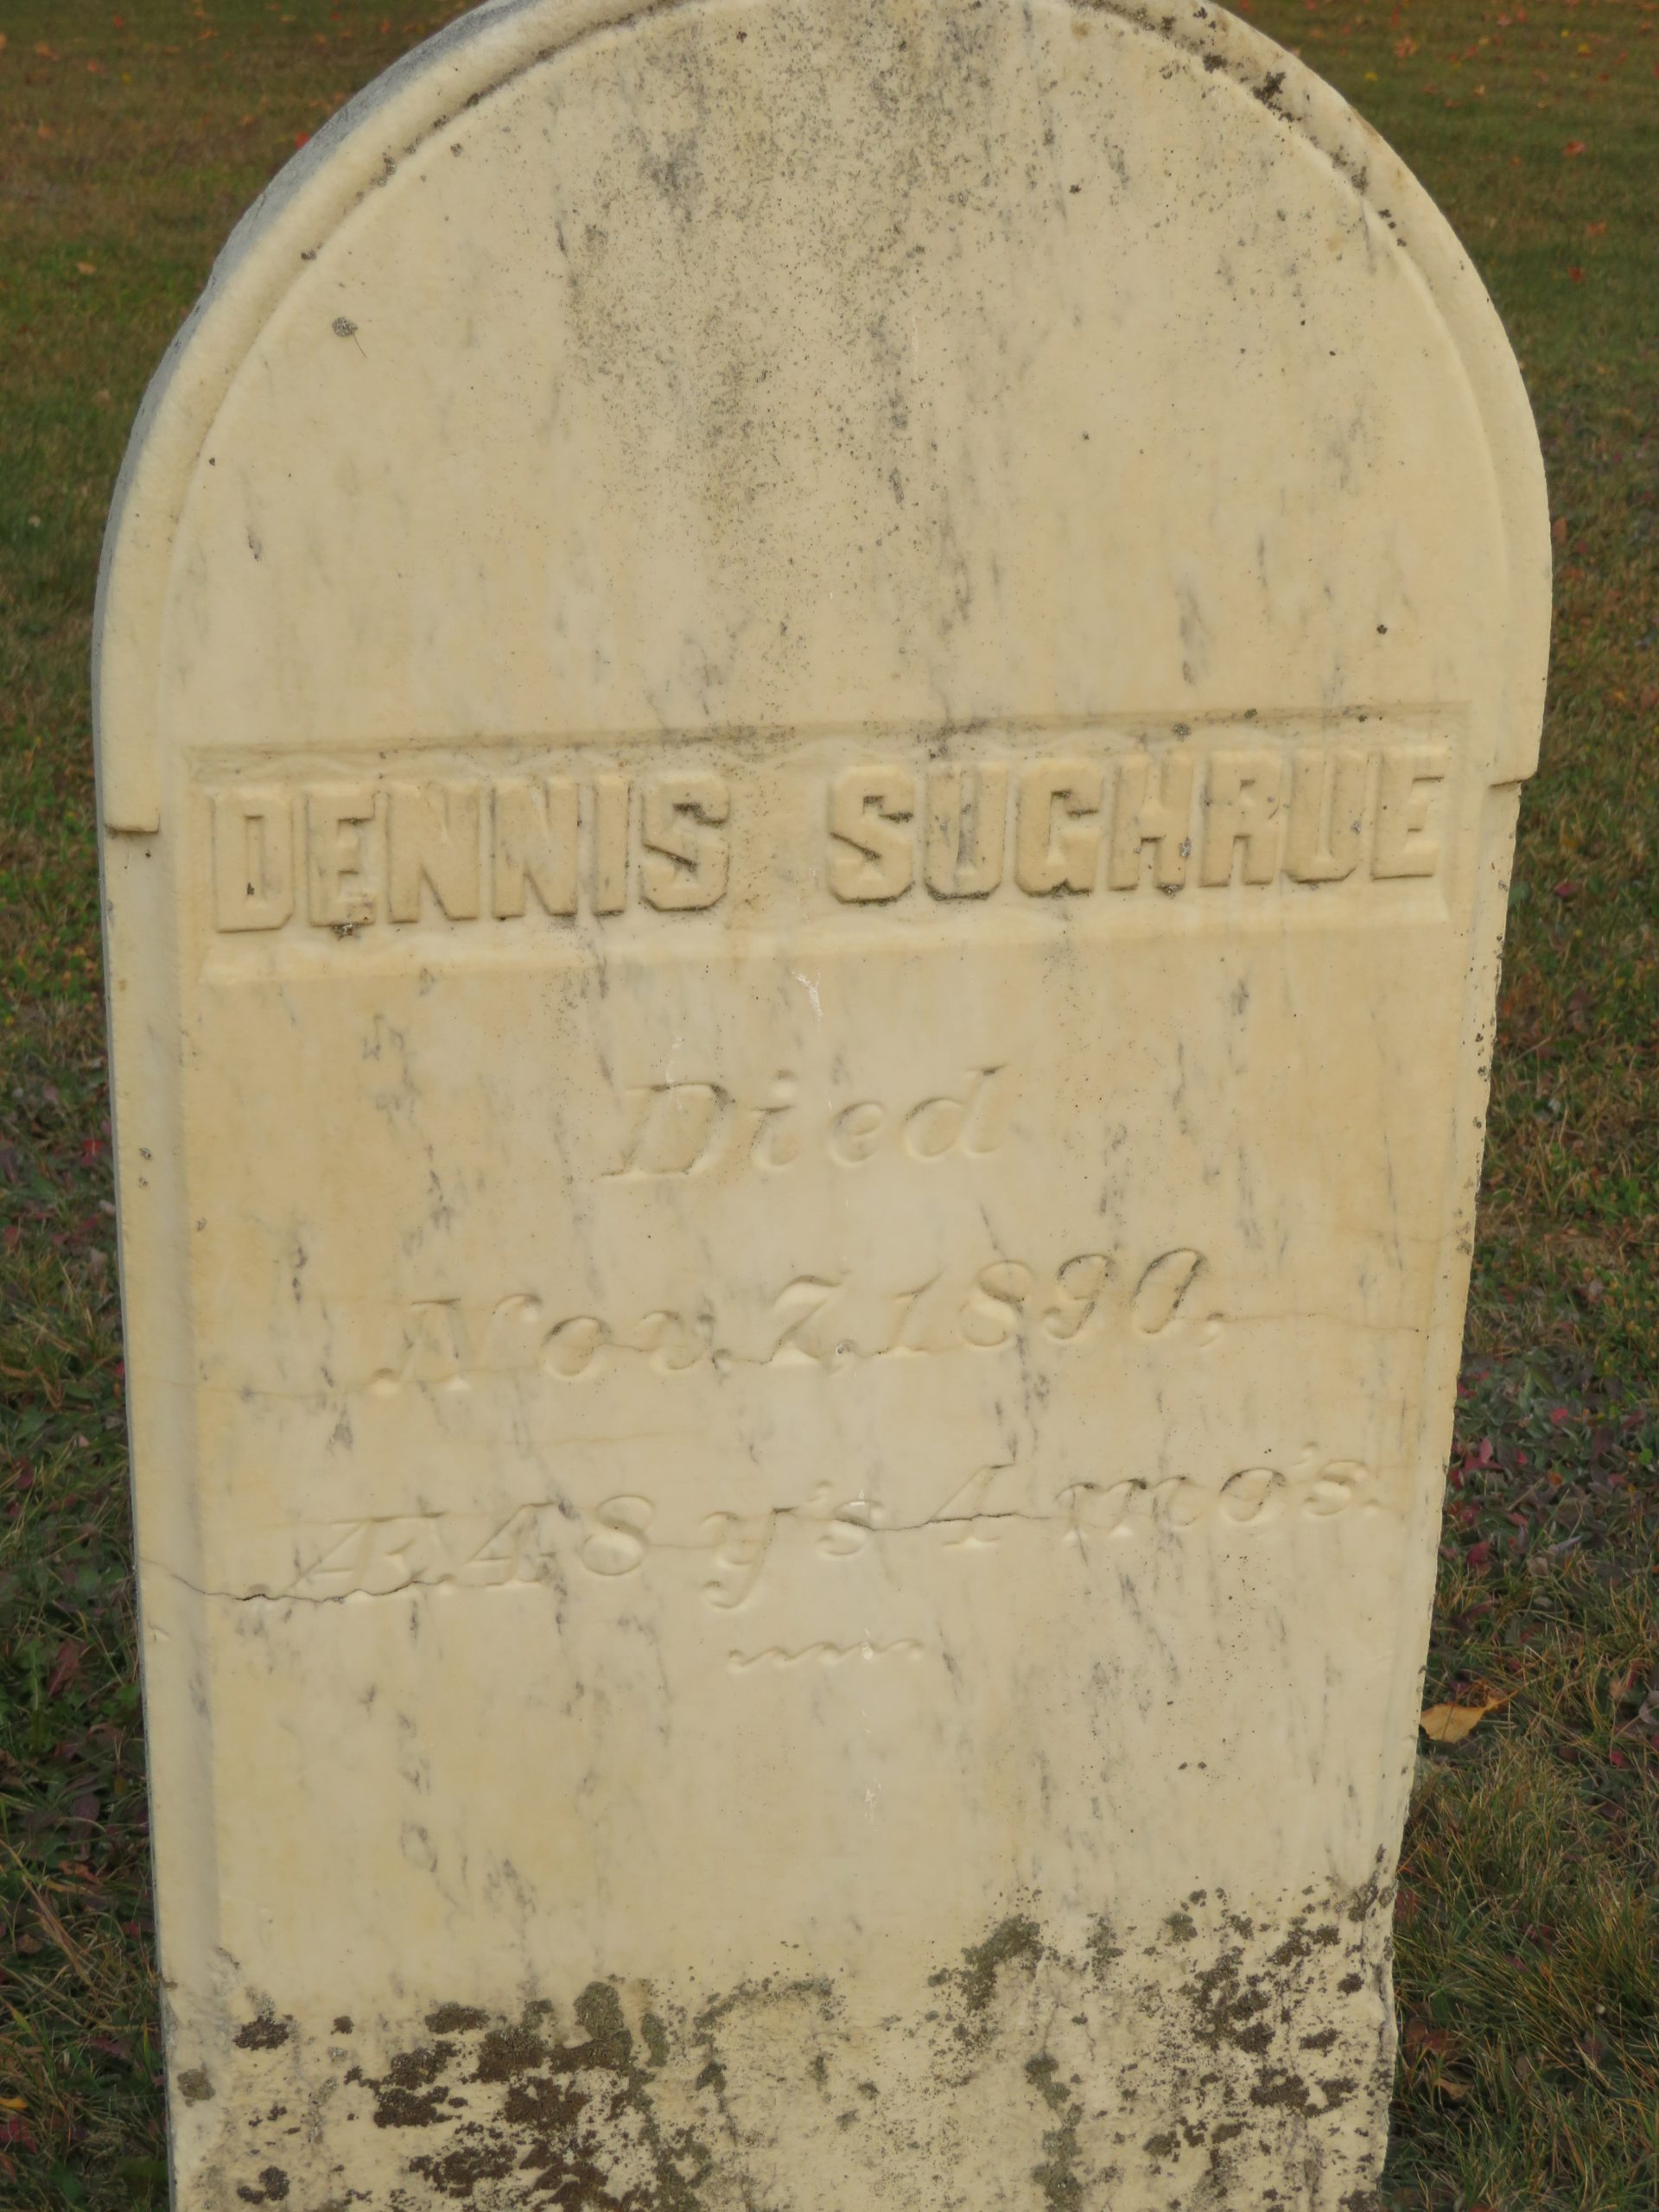 DENNIS SUGHRUE
Died
Nov. 7, 1890,
Æ. 48 y's 4 mo's.